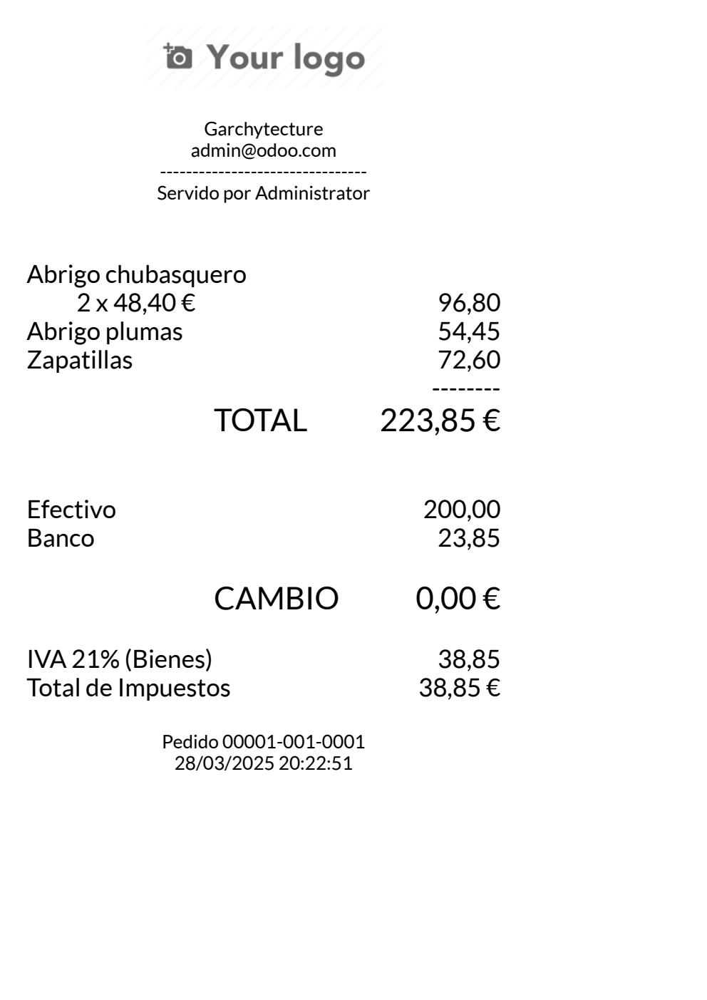 Your logo
Garchytecture
admin@odoo.com
--------------------------------
Servido por Administrator
Abrigo chubasquero
2 x 48,40 € 96,80
Abrigo plumas 54,45
Zapatillas 72,60
--------
TOTAL 223,85 €
Efectivo 200,00
Banco 23,85
CAMBIO 0,00 €
IVA 21% (Bienes) 38,85
Total de Impuestos 38,85 €
Pedido 00001-001-0001
28/03/2025 20:22:51